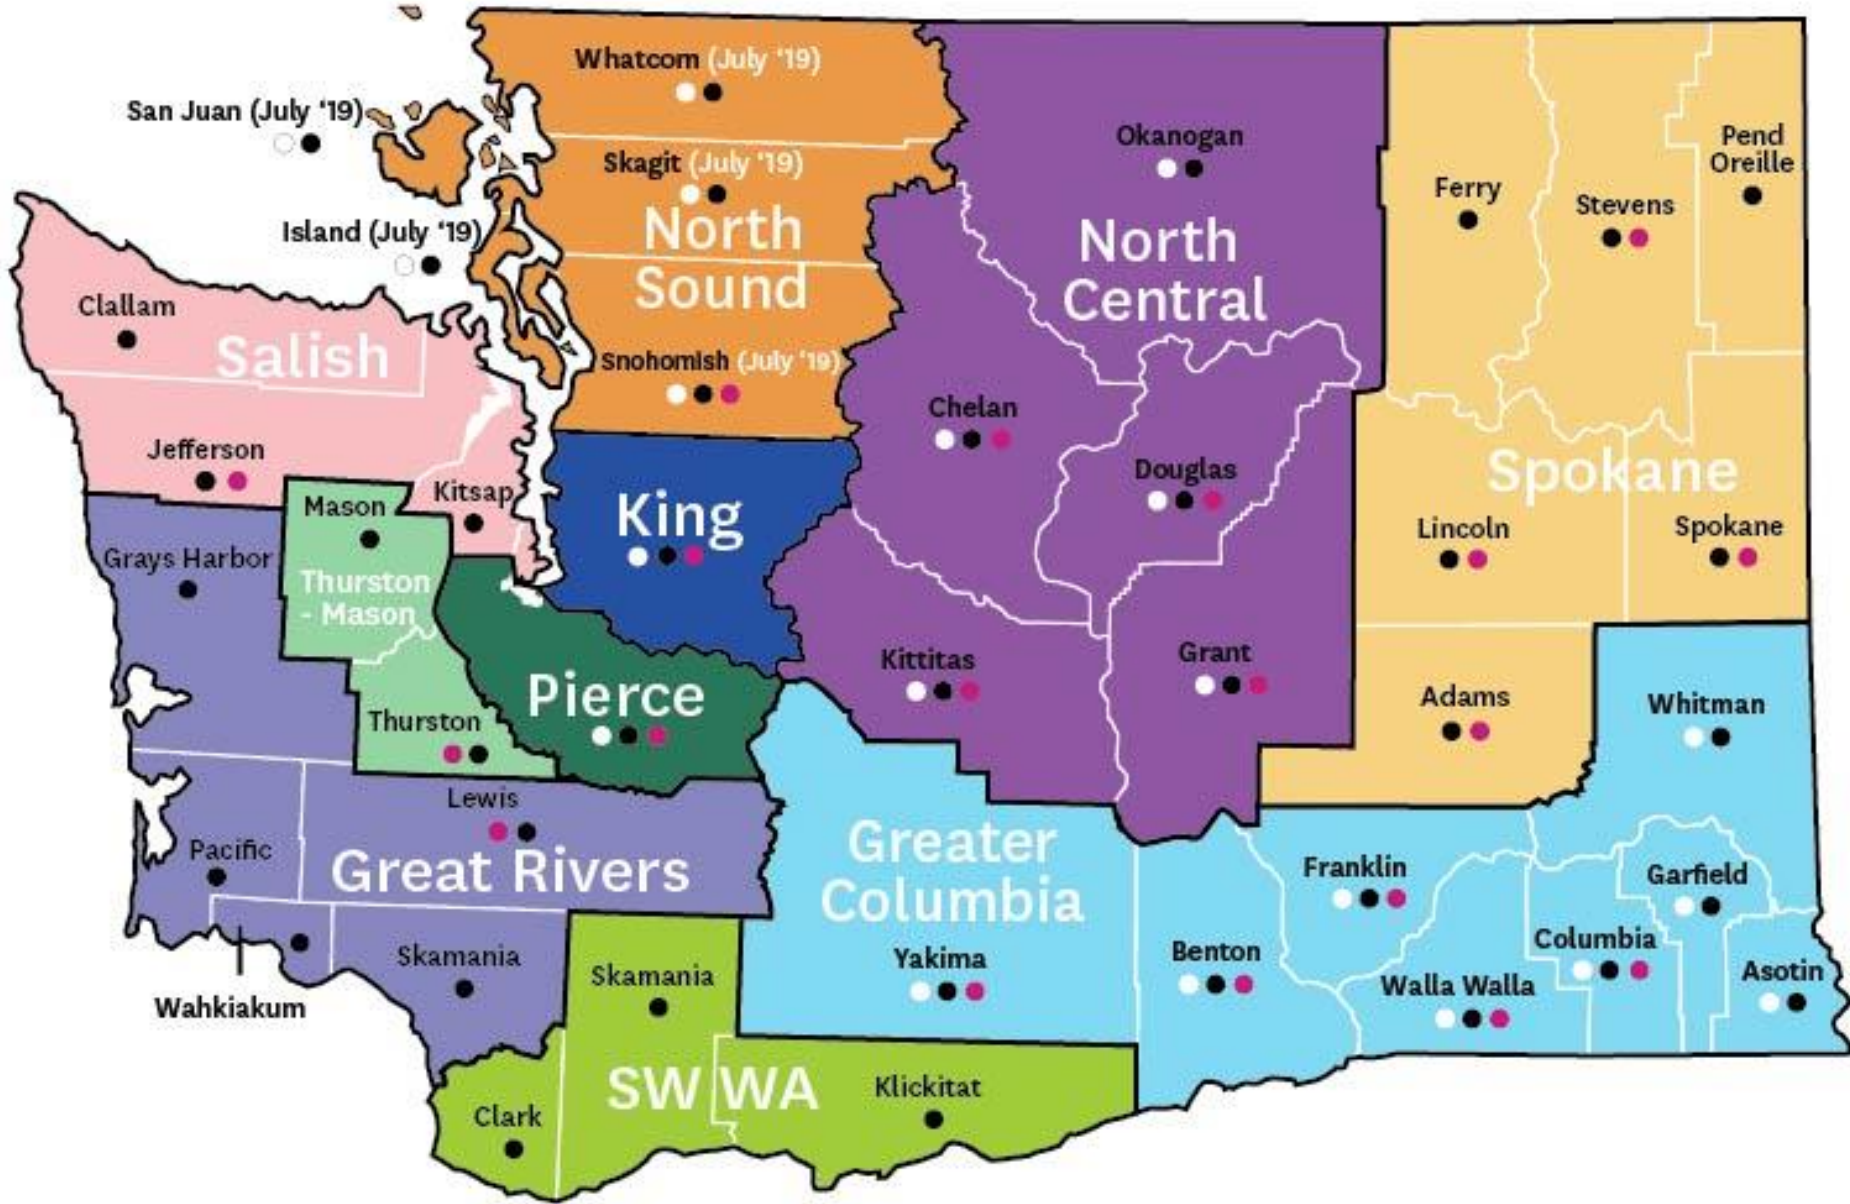 Whatcom (July ‘19)
San Juan (July ‘19)
Skagit (July ‘19)
Island (July ‘19)
North
Sound
Snohomish (July ‘19)
Clallam
Salish
Jefferson
Kitsap
Mason
Thurston
- Mason
Thurston
Grays Harbor
King
Pierce
Okanogan
North
Central
Chelan
Douglas
Kittitas
Grant
Ferry
Stevens
Pend
Oreille
Spokane
Lincoln
Spokane
Adams
Whitman
Lewis
Great Rivers
Pacific
Wahkiakum
Skamania
Skamania
SW WA
Clark
Klickitat
Greater
Columbia
Yakima
Benton
Franklin
Walla Walla
Columbia
Garfield
Asotin